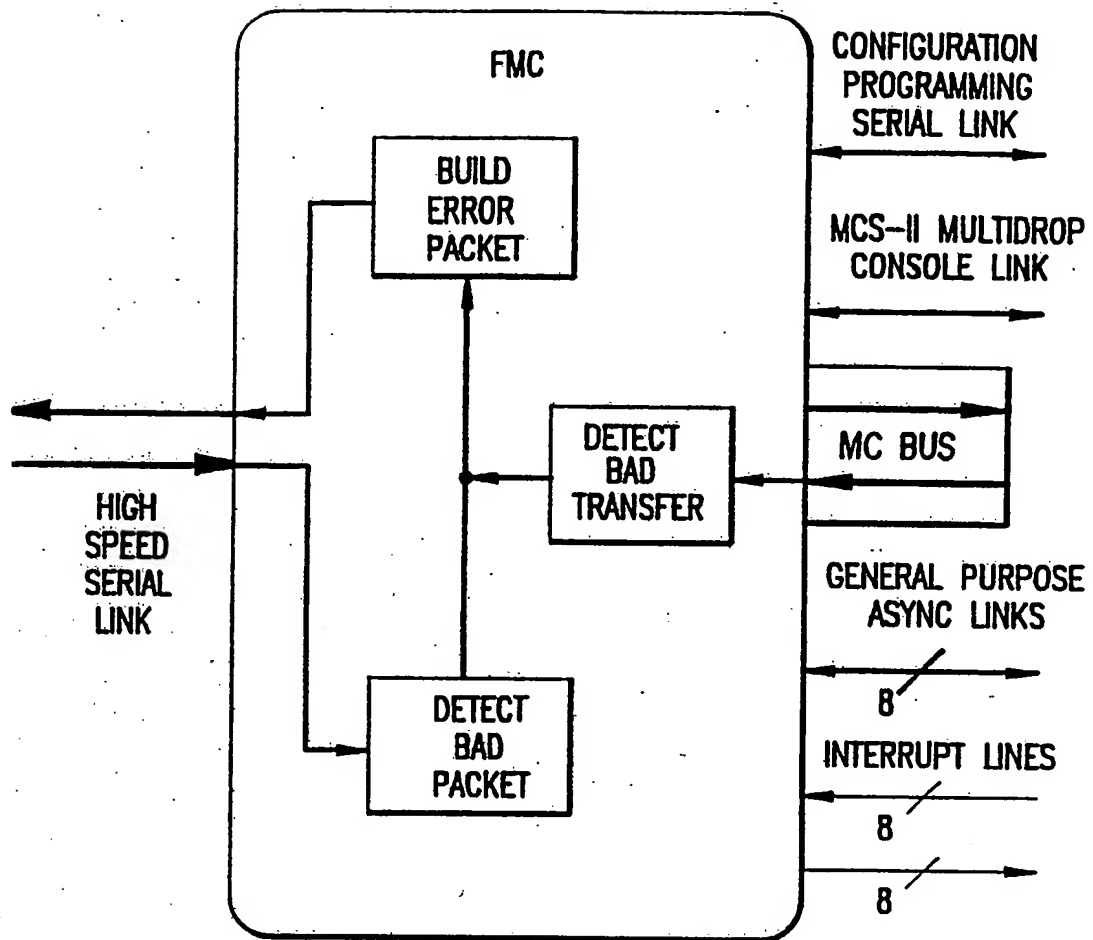 FMC
CONFIGURATION
PROGRAMMING
SERIAL LINK
BUILD
ERROR
PACKET
MCS-II MULTIDROP
CONSOLE LINK
DETECT
BAD
TRANSFER
MC BUS
HIGH
SPEED
SERIAL
LINK
GENERAL PURPOSE
ASYNC LINKS
8
DETECT
BAD
PACKET
INTERRUPT LINES
8
8